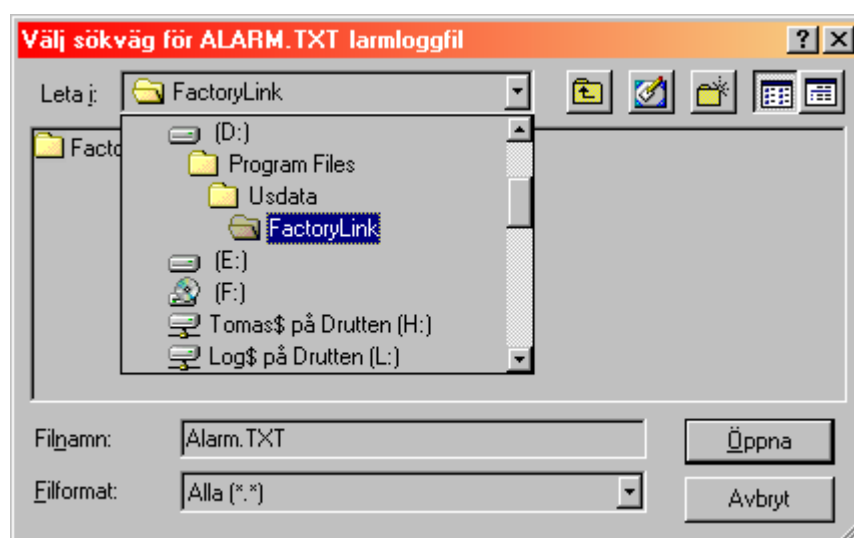 Välj sökväg för ALARM.TXT larmloggfil
Leta i: FactoryLink
(D:)
Program Files
Usdata
FactoryLink
(E:)
(F:)
Tomas$ på Drutten (H:)
Log$ på Drutten (L:)
Filnamn: Alarm.TXT Öppna
Filformat: Alla (*.*) Avbryt